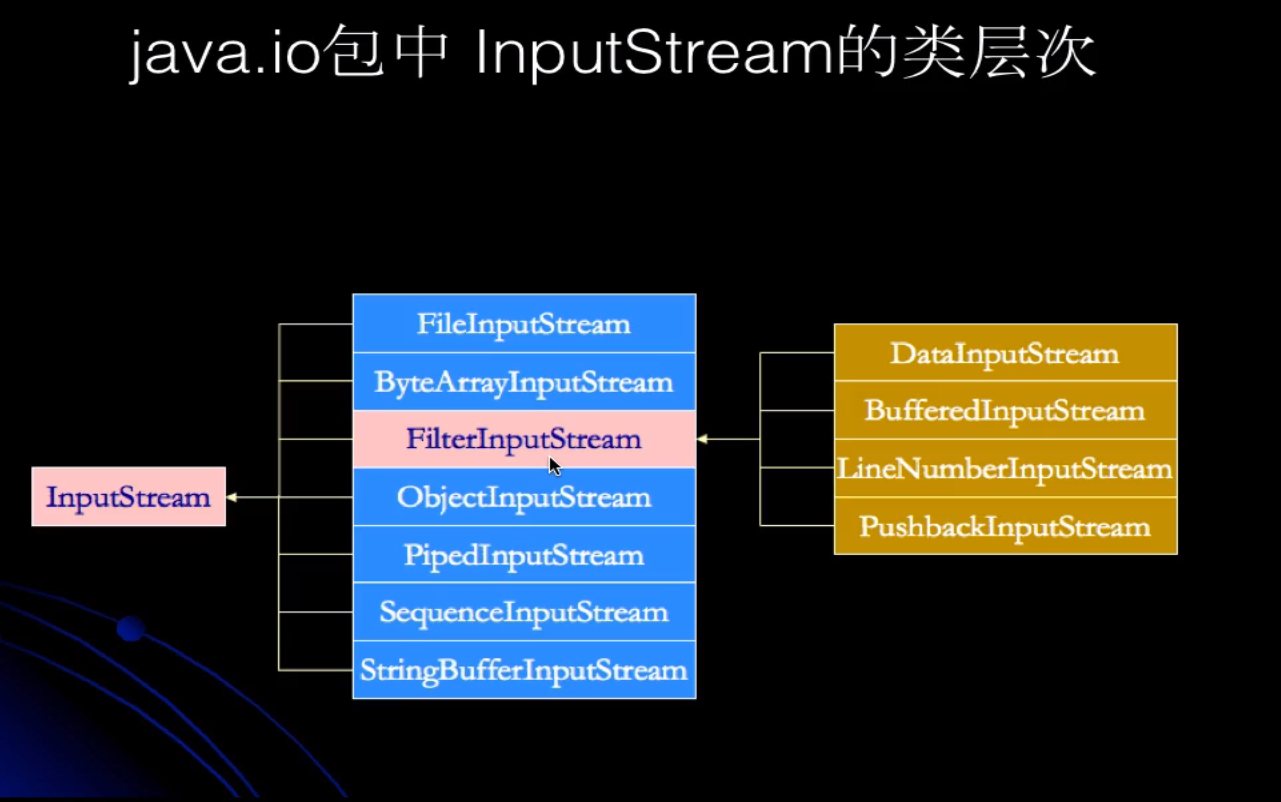 java.io包中 InputStream的类层次
InputStream
FileInputStream
ByteArrayInputStream
FilterInputStream
ObjectInputStream
PipedInputStream
SequenceInputStream
StringBufferInputStream
DataInputStream
BufferedInputStream
LineNumberInputStream
PushbackInputStream